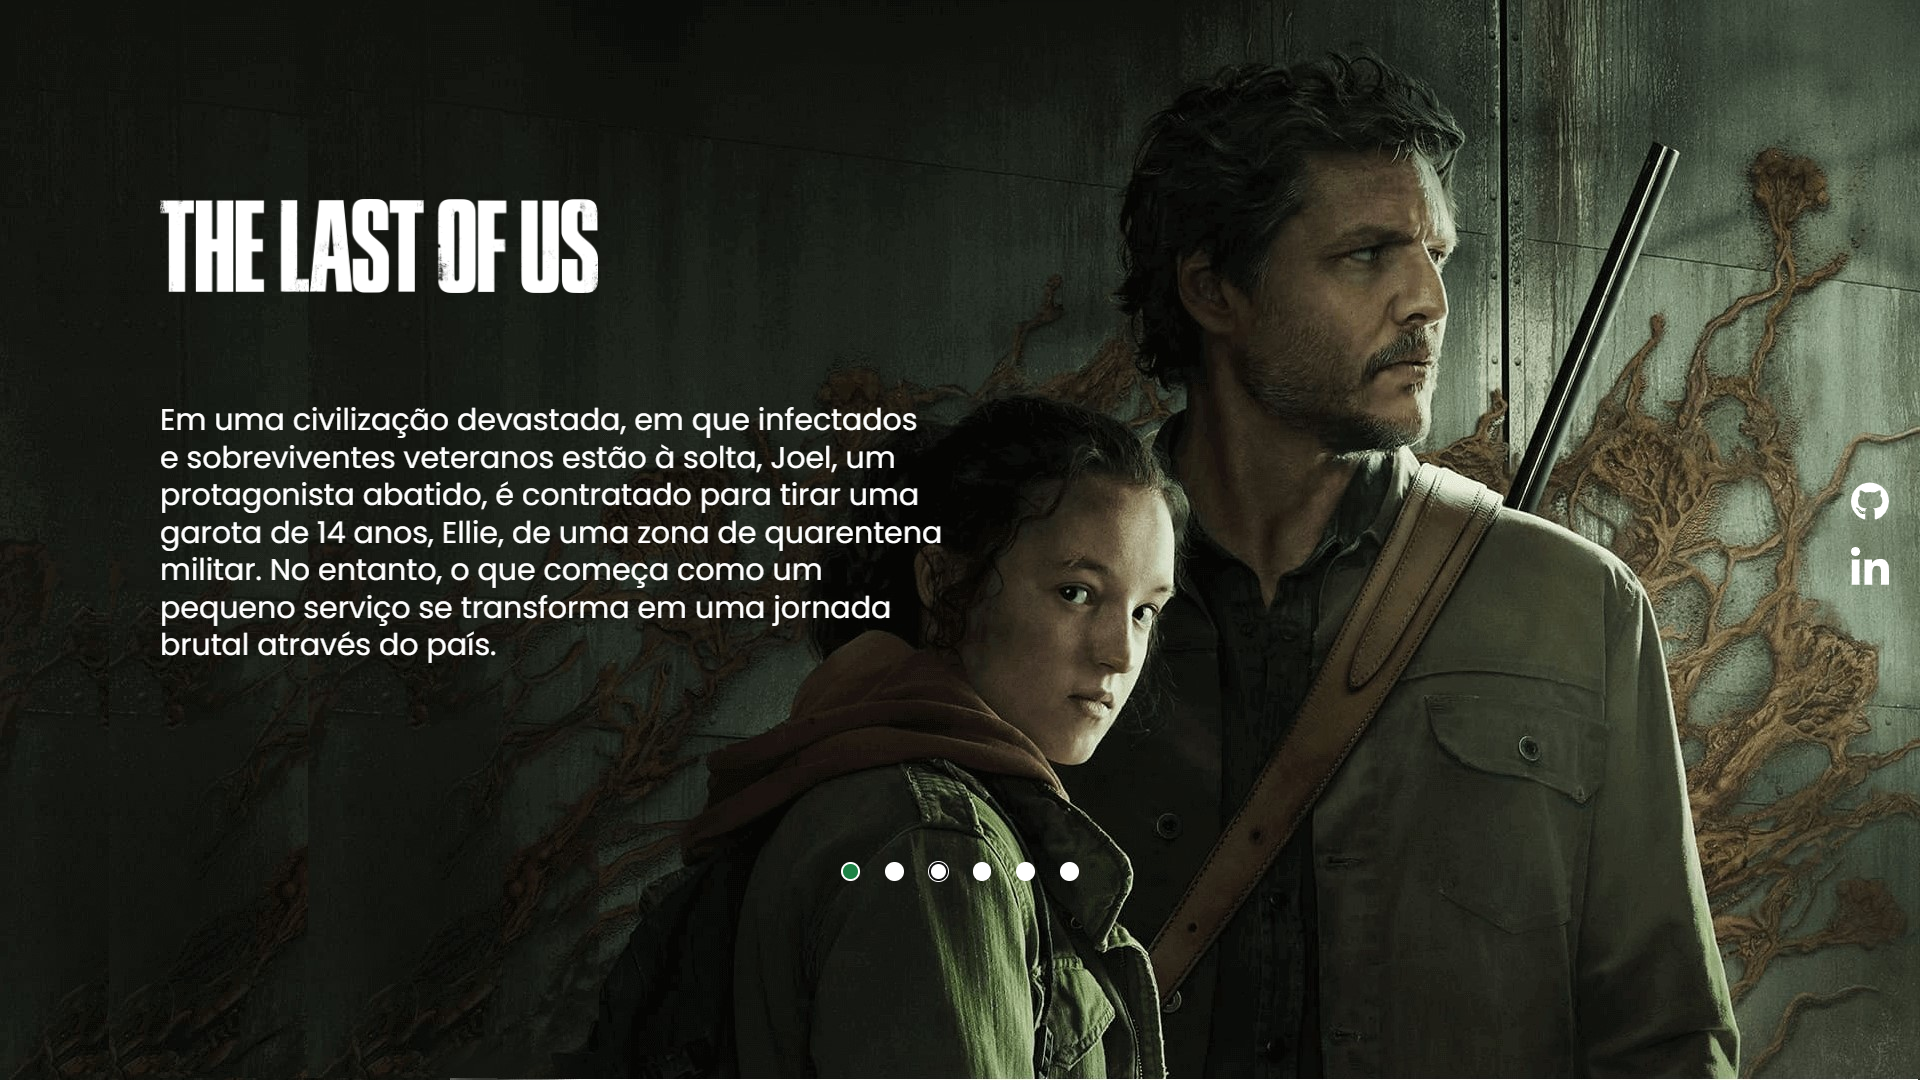 THE LAST OF US
Em uma civilização devastada, em que infectados
e sobreviventes veteranos estão à solta, Joel, um
protagonista abatido, é contratado para tirar uma
garota de 14 anos, Ellie, de uma zona de quarentena
militar. No entanto, o que começa como um
pequeno serviço se transforma em uma jornada
brutal através do país.
in